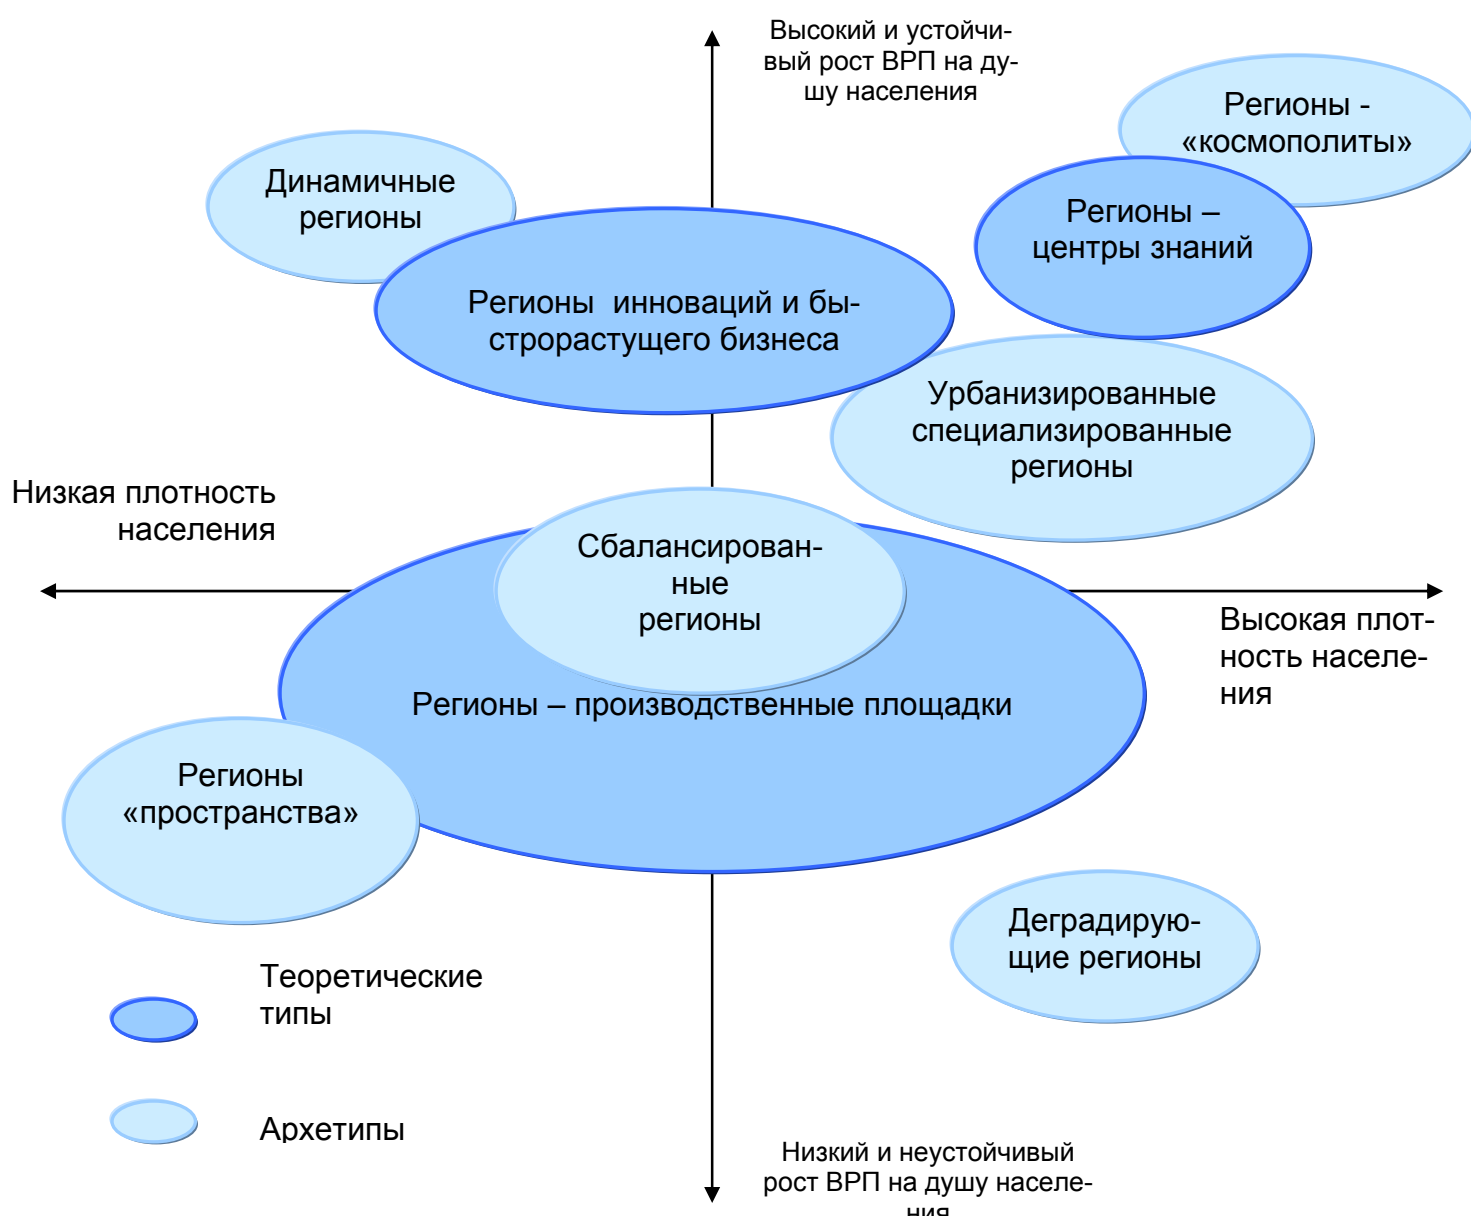 Высокий и устойчи-
вый рост ВРП на ду-
шу населения
Регионы -
«космополиты»
Динамичные
регионы
Регионы –
центры знаний
Регионы  инноваций и бы-
строрастущего бизнеса
Урбанизированные
специализированные
регионы
Низкая плотность
населения
Сбалансирован-
ные
регионы
Высокая плот-
ность населе-
ния
Регионы – производственные площадки
Регионы
«пространства»
Деградирую-
щие регионы
Теоретические
типы
Архетипы
Низкий и неустойчивый
рост ВРП на душу населе-
ния